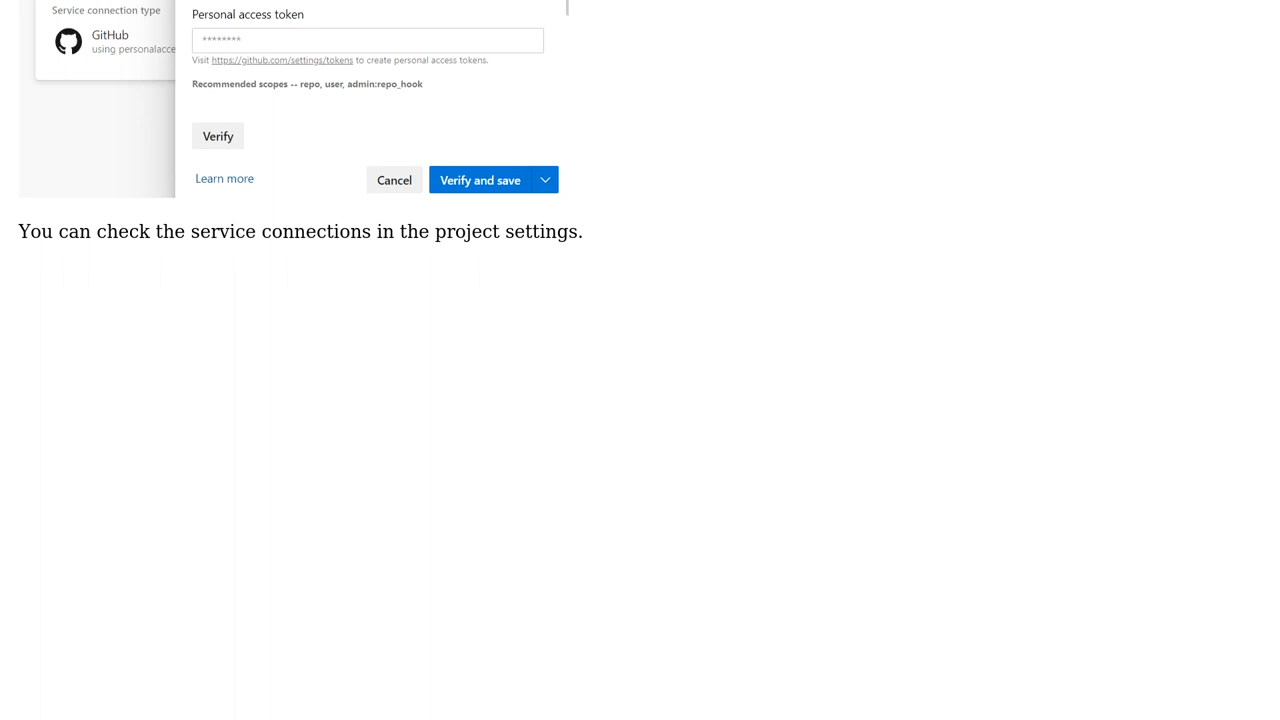 Service connection type
Personal access token
GitHub
using personalacce
********
Visit https://github.com/settings/tokens to create personal access tokens.
Recommended scopes -- repo, user, admin:repo_hook
Verify
Learn more
Cancel
Verify and save
You can check the service connections in the project settings.